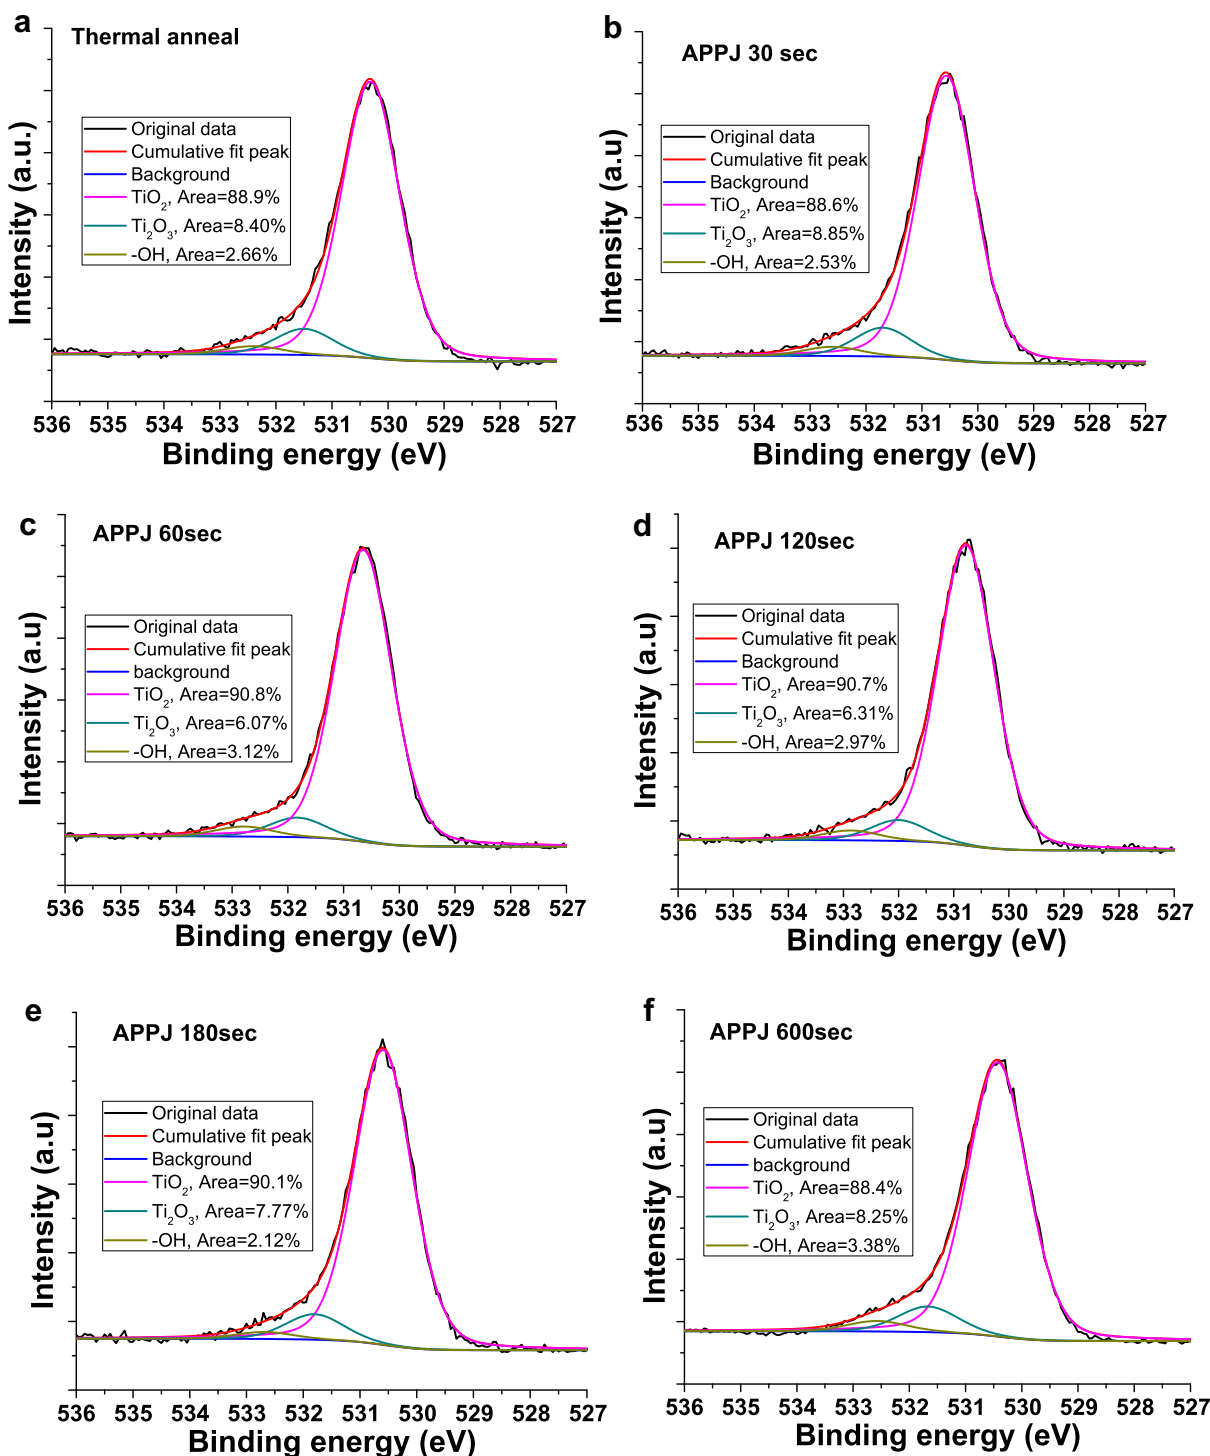 a
Thermal anneal
Original data
Cumulative fit peak
Background
TiO2, Area=88.9%
Ti2O3, Area=8.40%
-OH, Area=2.66%
Intensity (a.u.)
536 535 534 533 532 531 530 529 528 527
Binding energy (eV)
b
APPJ 30 sec
Original data
Cumulative fit peak
Background
TiO2, Area=88.6%
Ti2O3, Area=8.85%
-OH, Area=2.53%
Intensity (a.u)
536 535 534 533 532 531 530 529 528 527
Binding energy (eV)
c
APPJ 60sec
Original data
Cumulative fit peak
background
TiO2, Area=90.8%
Ti2O3, Area=6.07%
-OH, Area=3.12%
Intensity (a.u)
536 535 534 533 532 531 530 529 528 527
Binding energy (eV)
d
APPJ 120sec
Original data
Cumulative fit peak
Background
TiO2, Area=90.7%
Ti2O3, Area=6.31%
-OH, Area=2.97%
Intensity (a.u)
536 535 534 533 532 531 530 529 528 527
Binding energy (eV)
e
APPJ 180sec
Original data
Cumulative fit peak
Background
TiO2, Area=90.1%
Ti2O3, Area=7.77%
-OH, Area=2.12%
Intensity (a.u)
536 535 534 533 532 531 530 529 528 527
Binding energy (eV)
f
APPJ 600sec
Original data
Cumulative fit peak
background
TiO2, Area=88.4%
Ti2O3, Area=8.25%
-OH, Area=3.38%
Intensity (a.u)
536 535 534 533 532 531 530 529 528 527
Binding energy (eV)